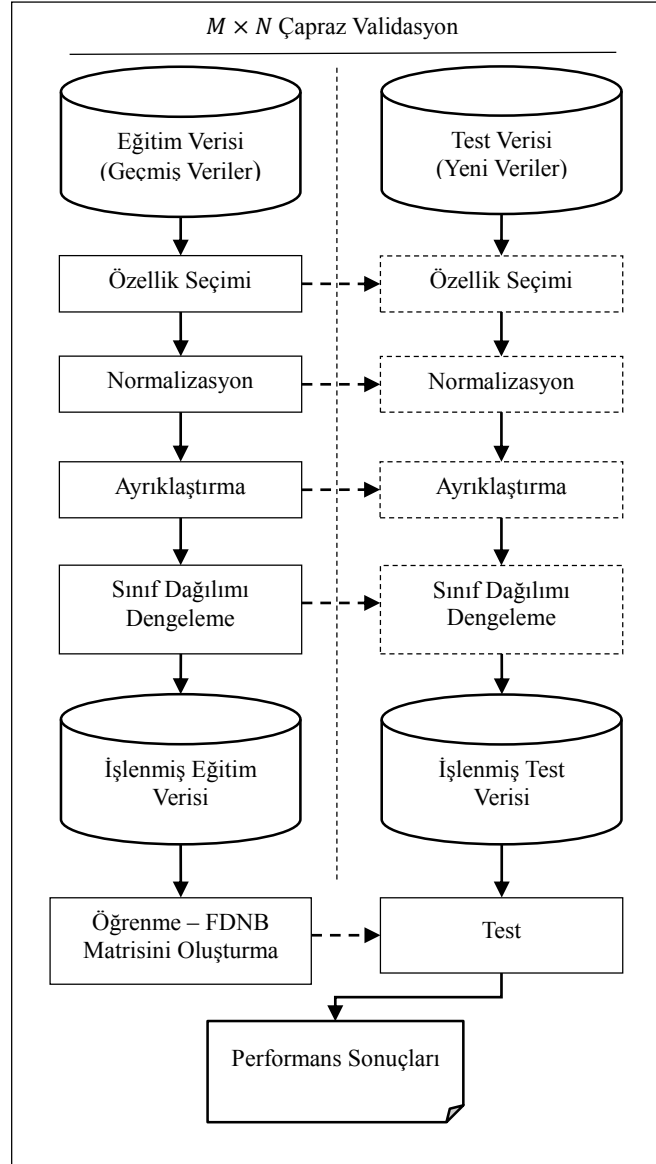 M × N Çapraz Validasyon
Eğitim Verisi
(Geçmiş Veriler)
Test Verisi
(Yeni Veriler)
Özellik Seçimi
Özellik Seçimi
Normalizasyon
Normalizasyon
Ayrıklaştırma
Ayrıklaştırma
Sınıf Dağılımı
Dengeleme
Sınıf Dağılımı
Dengeleme
İşlenmiş Eğitim
Verisi
İşlenmiş Test
Verisi
Öğrenme – FDNB
Matrisini Oluşturma
Test
Performans Sonuçları